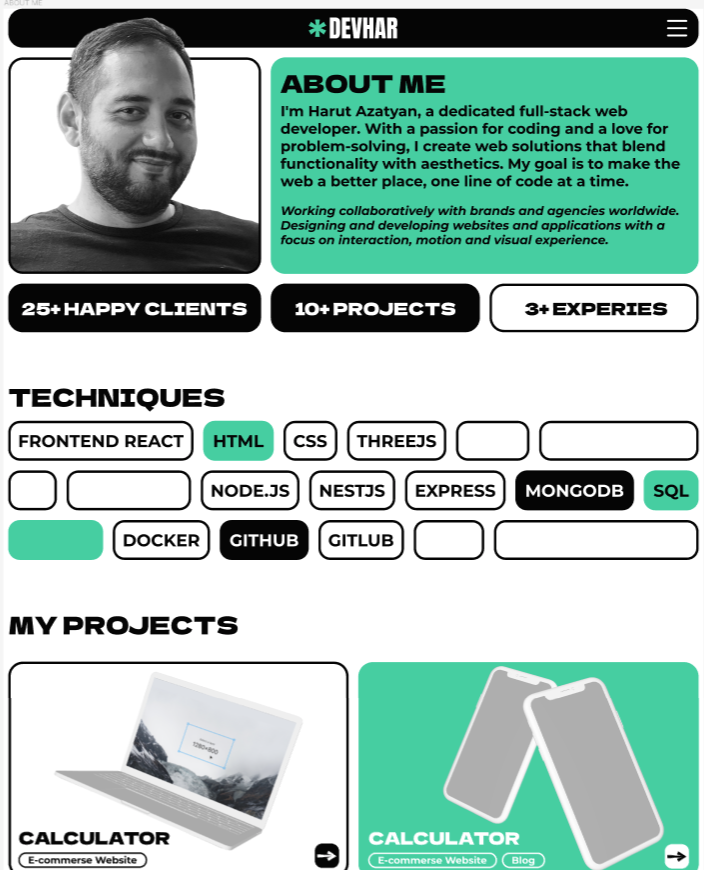 ABOUT ME
DEVHAR
ABOUT ME
I'm Harut Azatyan, a dedicated full-stack web
developer. With a passion for coding and a love for
problem-solving, I create web solutions that blend
functionality with aesthetics. My goal is to make the
web a better place, one line of code at a time.
Working collaboratively with brands and agencies worldwide.
Designing and developing websites and applications with a
focus on interaction, motion and visual experience.
25+ HAPPY CLIENTS
10+ PROJECTS
3+ EXPERIES
TECHNIQUES
FRONTEND REACT
HTML
CSS
THREEJS
NODE.JS
NESTJS
EXPRESS
MONGODB
SQL
DOCKER
GITHUB
GITLUB
MY PROJECTS
1280×800
CALCULATOR
E-commerse Website
CALCULATOR
E-commerse Website
Blog